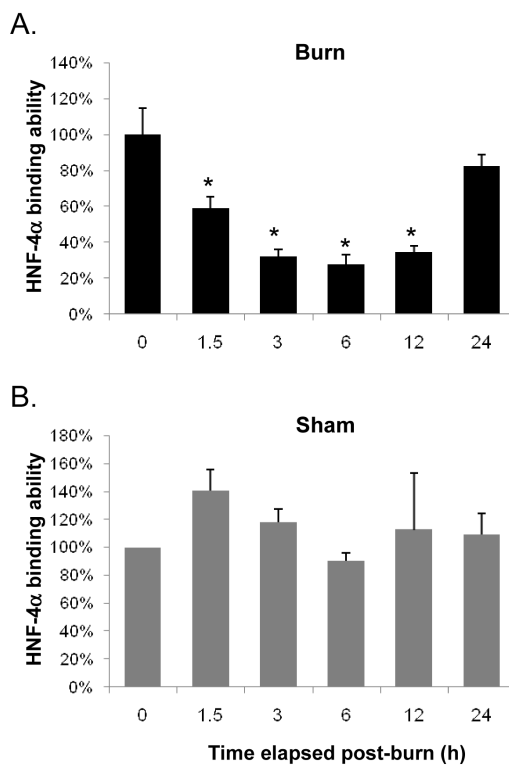 A.
Burn
HNF-4α binding ability
140%
120%
100%
80%
60%
40%
20%
0%
*
*
*
*
0 1.5 3 6 12 24
B.
Sham
HNF-4α binding ability
180%
160%
140%
120%
100%
80%
60%
40%
20%
0%
0 1.5 3 6 12 24
Time elapsed post-burn (h)